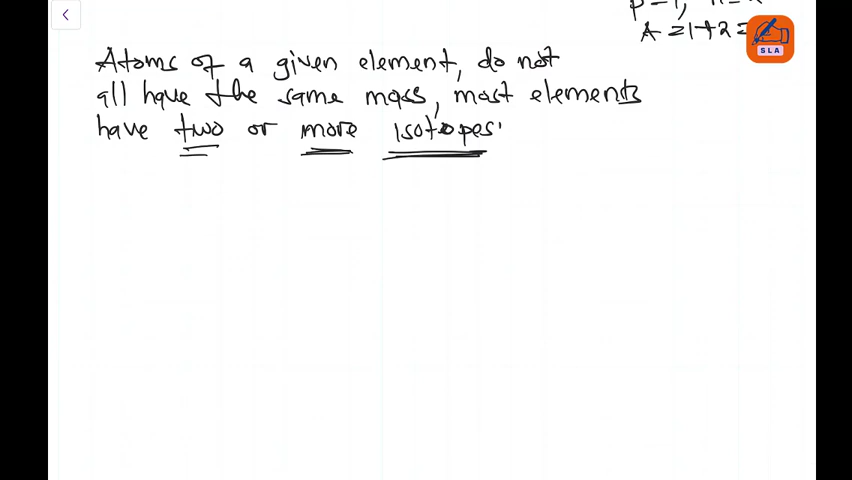 A = 1+2 =
SLA
Atoms of a given element, do not
all have the same mass, most elements
have two or more isotopes.